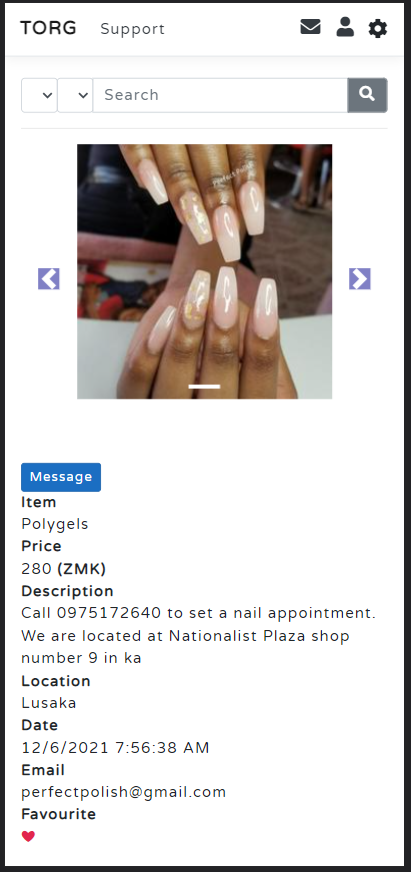 TORG Support
Search
Perfect Polish
Message
Item
Polygels
Price
280 (ZMK)
Description
Call 0975172640 to set a nail appointment.
We are located at Nationalist Plaza shop
number 9 in ka
Location
Lusaka
Date
12/6/2021 7:56:38 AM
Email
perfectpolish@gmail.com
Favourite